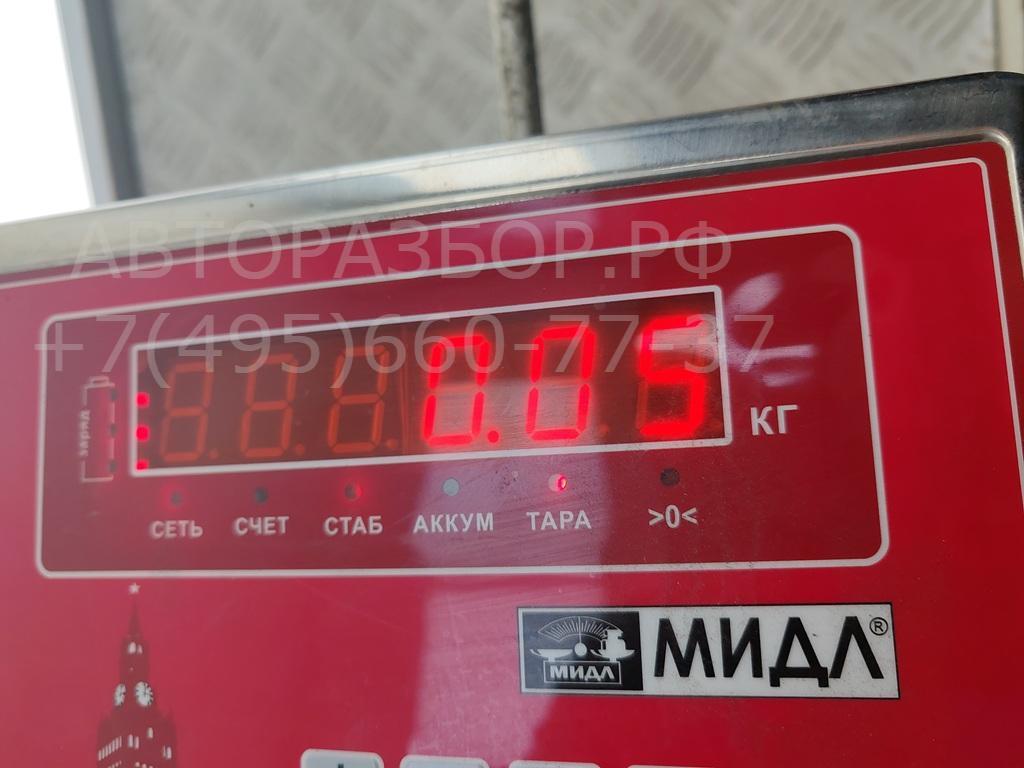 АВТОРАЗБОР.РФ
+7(495)660-77-37
заряд
0.05
КГ
СЕТЬ СЧЕТ СТАБ АККУМ ТАРА >0<
МИДЛ МИДЛ®